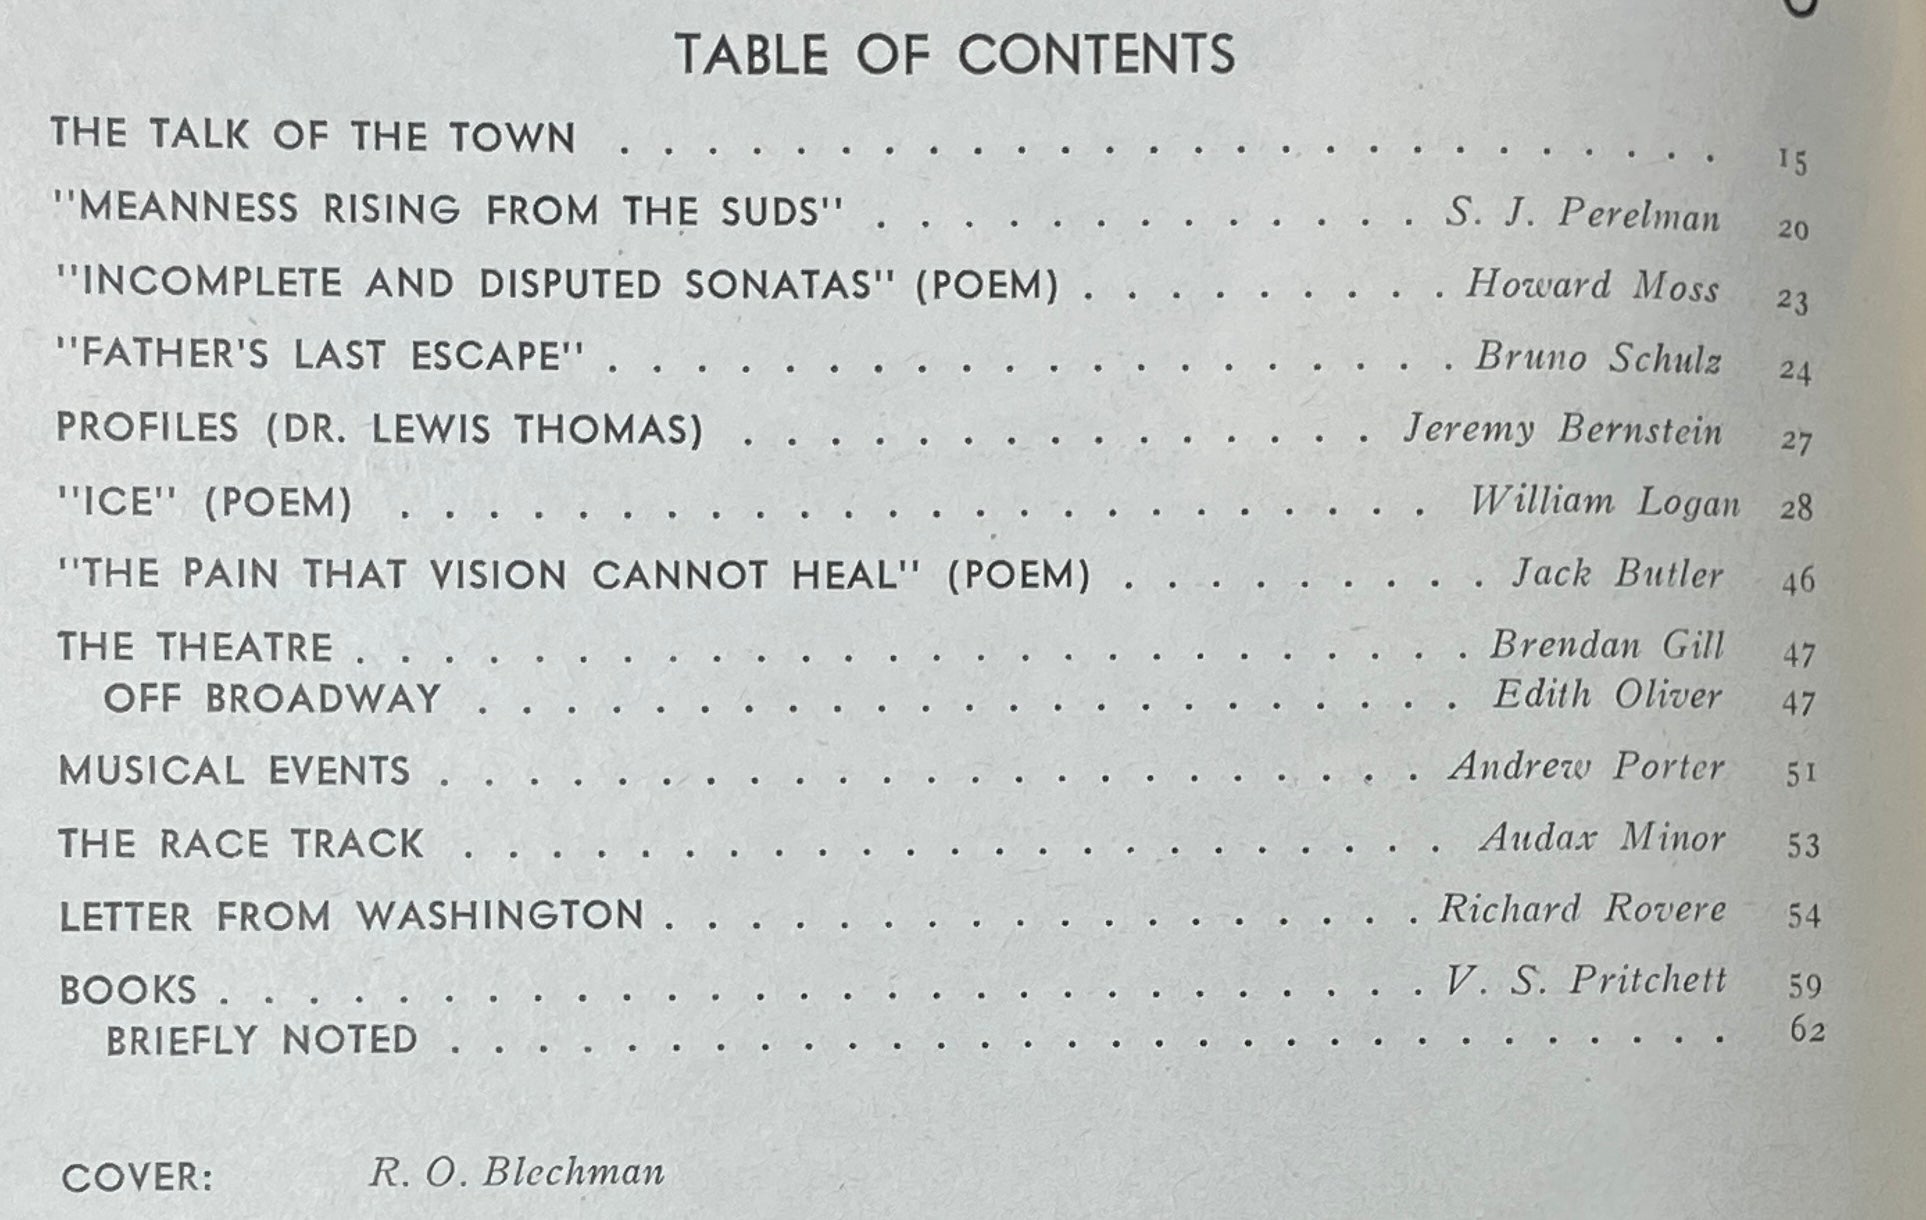 TABLE OF CONTENTS
THE TALK OF THE TOWN . . . . . . . . . . . . . . . . . . . . . . . . . . 15
"MEANNESS RISING FROM THE SUDS" . . . . . . . . . . . . . S. J. Perelman 20
"INCOMPLETE AND DISPUTED SONATAS" (POEM) . . . . . . . . . Howard Moss 23
"FATHER'S LAST ESCAPE" . . . . . . . . . . . . . . . . . . . . Bruno Schulz 24
PROFILES (DR. LEWIS THOMAS) . . . . . . . . . . . . . . . Jeremy Bernstein 27
"ICE" (POEM) . . . . . . . . . . . . . . . . . . . . . . . . William Logan 28
"THE PAIN THAT VISION CANNOT HEAL" (POEM) . . . . . . . . . Jack Butler 46
THE THEATRE . . . . . . . . . . . . . . . . . . . . . . . . . . Brendan Gill 47
OFF BROADWAY . . . . . . . . . . . . . . . . . . . . . . . Edith Oliver 47
MUSICAL EVENTS . . . . . . . . . . . . . . . . . . . . . . . Andrew Porter 51
THE RACE TRACK . . . . . . . . . . . . . . . . . . . . . . . Audax Minor 53
LETTER FROM WASHINGTON . . . . . . . . . . . . . . . . . . Richard Rovere 54
BOOKS . . . . . . . . . . . . . . . . . . . . . . . . . . . . V. S. Pritchett 59
BRIEFLY NOTED . . . . . . . . . . . . . . . . . . . . . . . . . . . . . . 62
COVER: R. O. Blechman